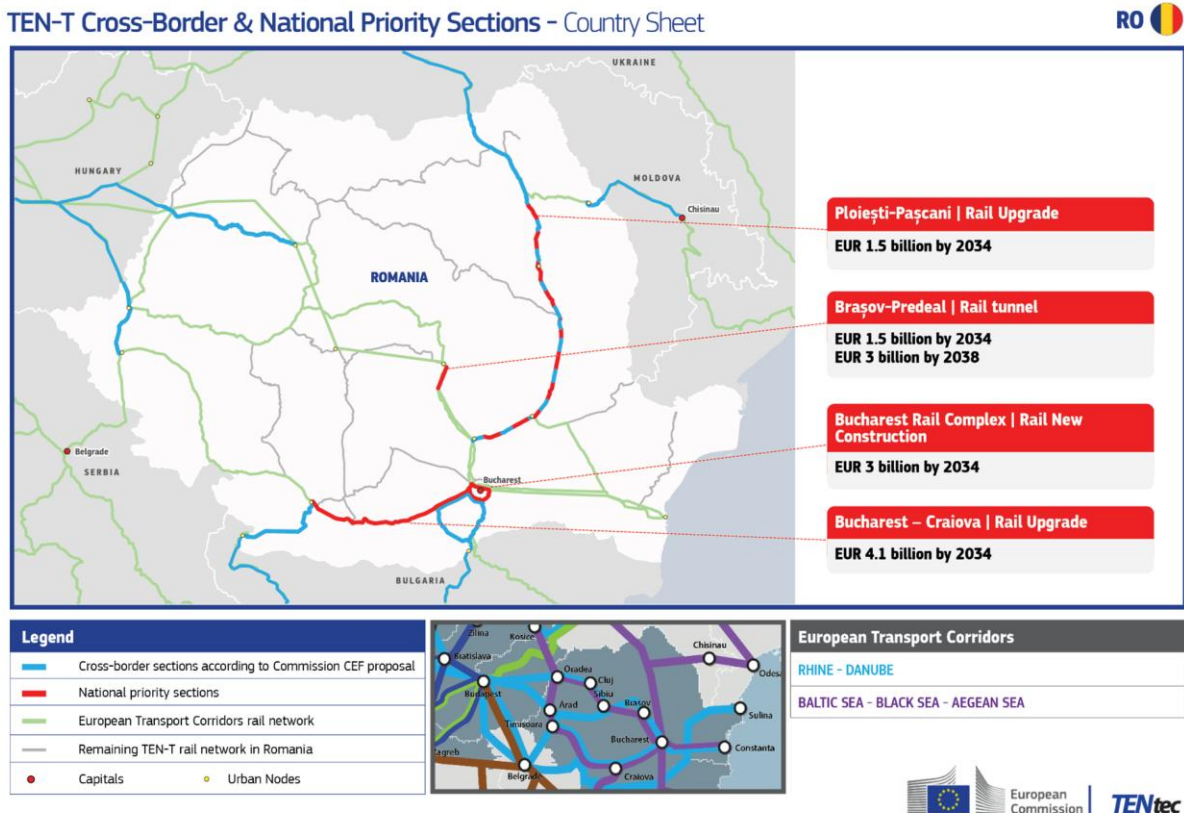 TEN-T Cross-Border & National Priority Sections - Country Sheet
RO
UKRAINE
HUNGARY
MOLDOVA
Chisinau
ROMANIA
Belgrade
SERBIA
Bucharest
BULGARIA
Ploiești-Pașcani | Rail Upgrade
EUR 1.5 billion by 2034
Brașov-Predeal | Rail tunnel
EUR 1.5 billion by 2034
EUR 3 billion by 2038
Bucharest Rail Complex | Rail New
Construction
EUR 3 billion by 2034
Bucharest – Craiova | Rail Upgrade
EUR 4.1 billion by 2034
Legend
Cross-border sections according to Commission CEF proposal
National priority sections
European Transport Corridors rail network
Remaining TEN-T rail network in Romania
Capitals
Urban Nodes
Zilina
Kosice
Chisinau
Bratislava
Oradea
Odesa
Cluj
Budapest
Sibiu
Arad
Brasov
Sulina
Timisoara
Bucharest
Zagreb
Constanta
Belgrade
Craiova
European Transport Corridors
RHINE - DANUBE
BALTIC SEA - BLACK SEA - AEGEAN SEA
European
Commission
TENtec